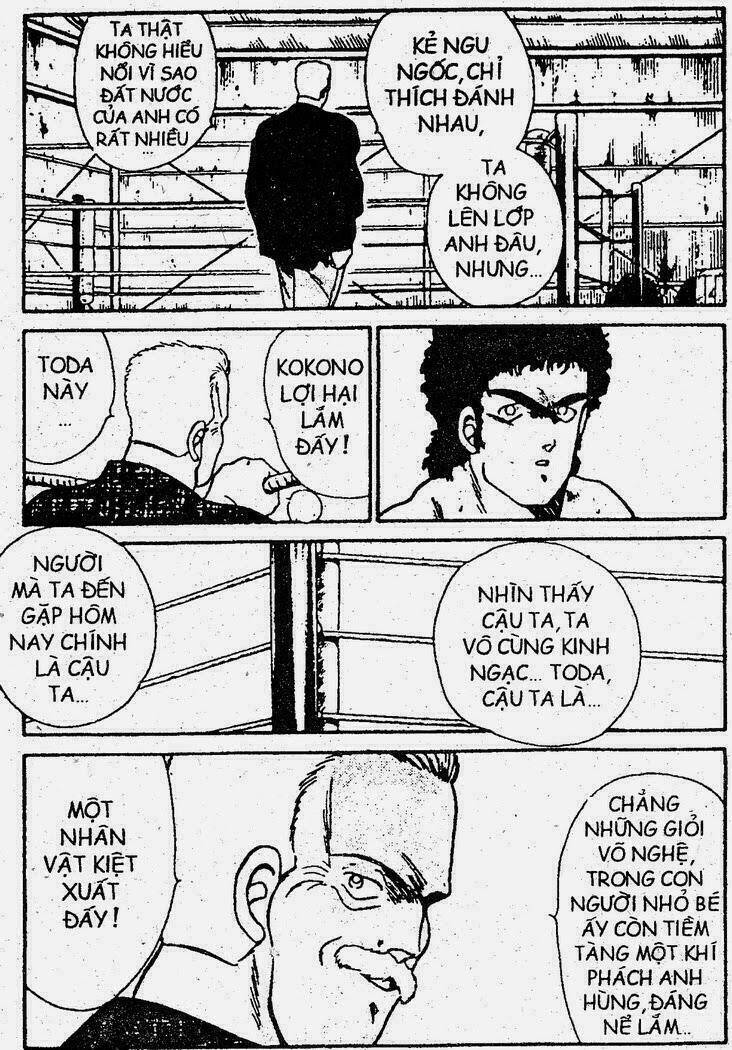 TA THẬT
KHÔNG HIỂU
NỔI VÌ SAO
ĐẤT NƯỚC
CỦA ANH CÓ
RẤT NHIỀU
...
KẺ NGU
NGỐC, CHỈ
THÍCH ĐÁNH
NHAU,
TA
KHÔNG
LÊN LỚP
ANH ĐÂU,
NHƯNG...
TODA
NÀY
...
KOKONO
LỢI HẠI
LẮM
ĐẤY!
NGƯỜI
MÀ TA ĐẾN
GẶP HÔM
NAY CHÍNH
LÀ CẬU
TA...
NHÌN THẤY
CẬU TA, TA
VÔ CÙNG KINH
NGẠC... TODA,
CẬU TA LÀ...
MỘT
NHÂN
VẬT KIỆT
XUẤT
ĐẤY!
CHẲNG
NHỮNG GIỎI
VÕ NGHỆ,
TRONG CON
NGƯỜI NHỎ BÉ
ẤY CÒN TIỀM
TÀNG MỘT KHÍ
PHÁCH ANH
HÙNG, ĐÁNG
NỂ LẮM...